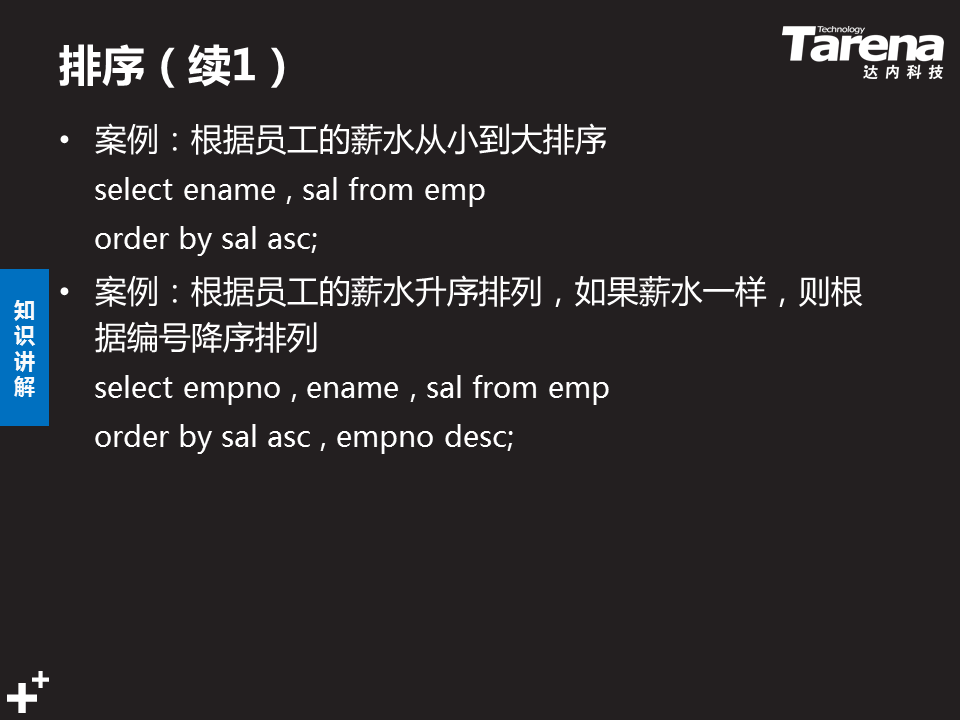 排序（续1）
Technology
Tarena
达内科技
• 案例：根据员工的薪水从小到大排序
select ename , sal from emp
order by sal asc;
• 案例：根据员工的薪水升序排列，如果薪水一样，则根
据编号降序排列
select empno , ename , sal from emp
order by sal asc , empno desc;
知
识
讲
解